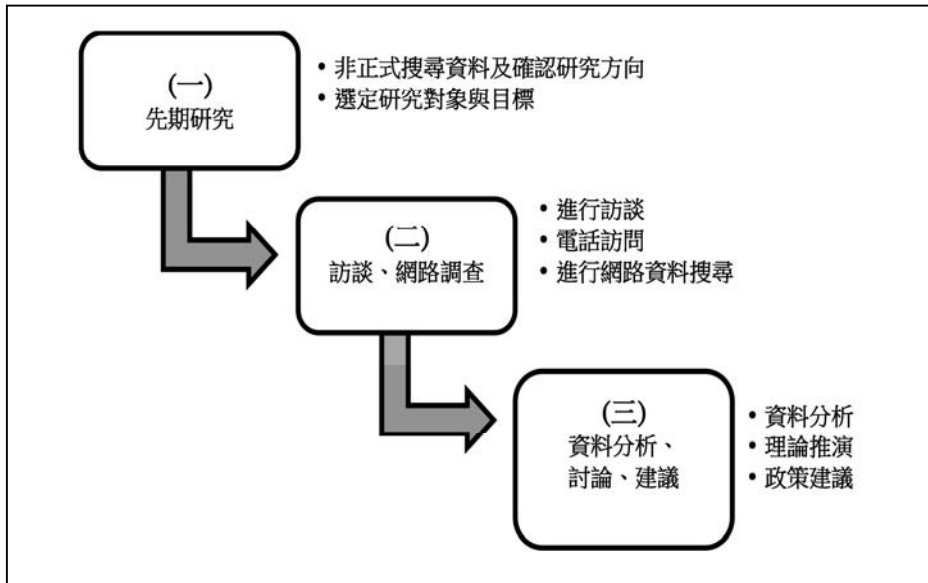 (一)
先期研究
• 非正式搜尋資料及確認研究方向
• 選定研究對象與目標
(二)
訪談、網路調查
• 進行訪談
• 電話訪問
• 進行網路資料搜尋
(三)
資料分析、
討論、建議
• 資料分析
• 理論推演
• 政策建議